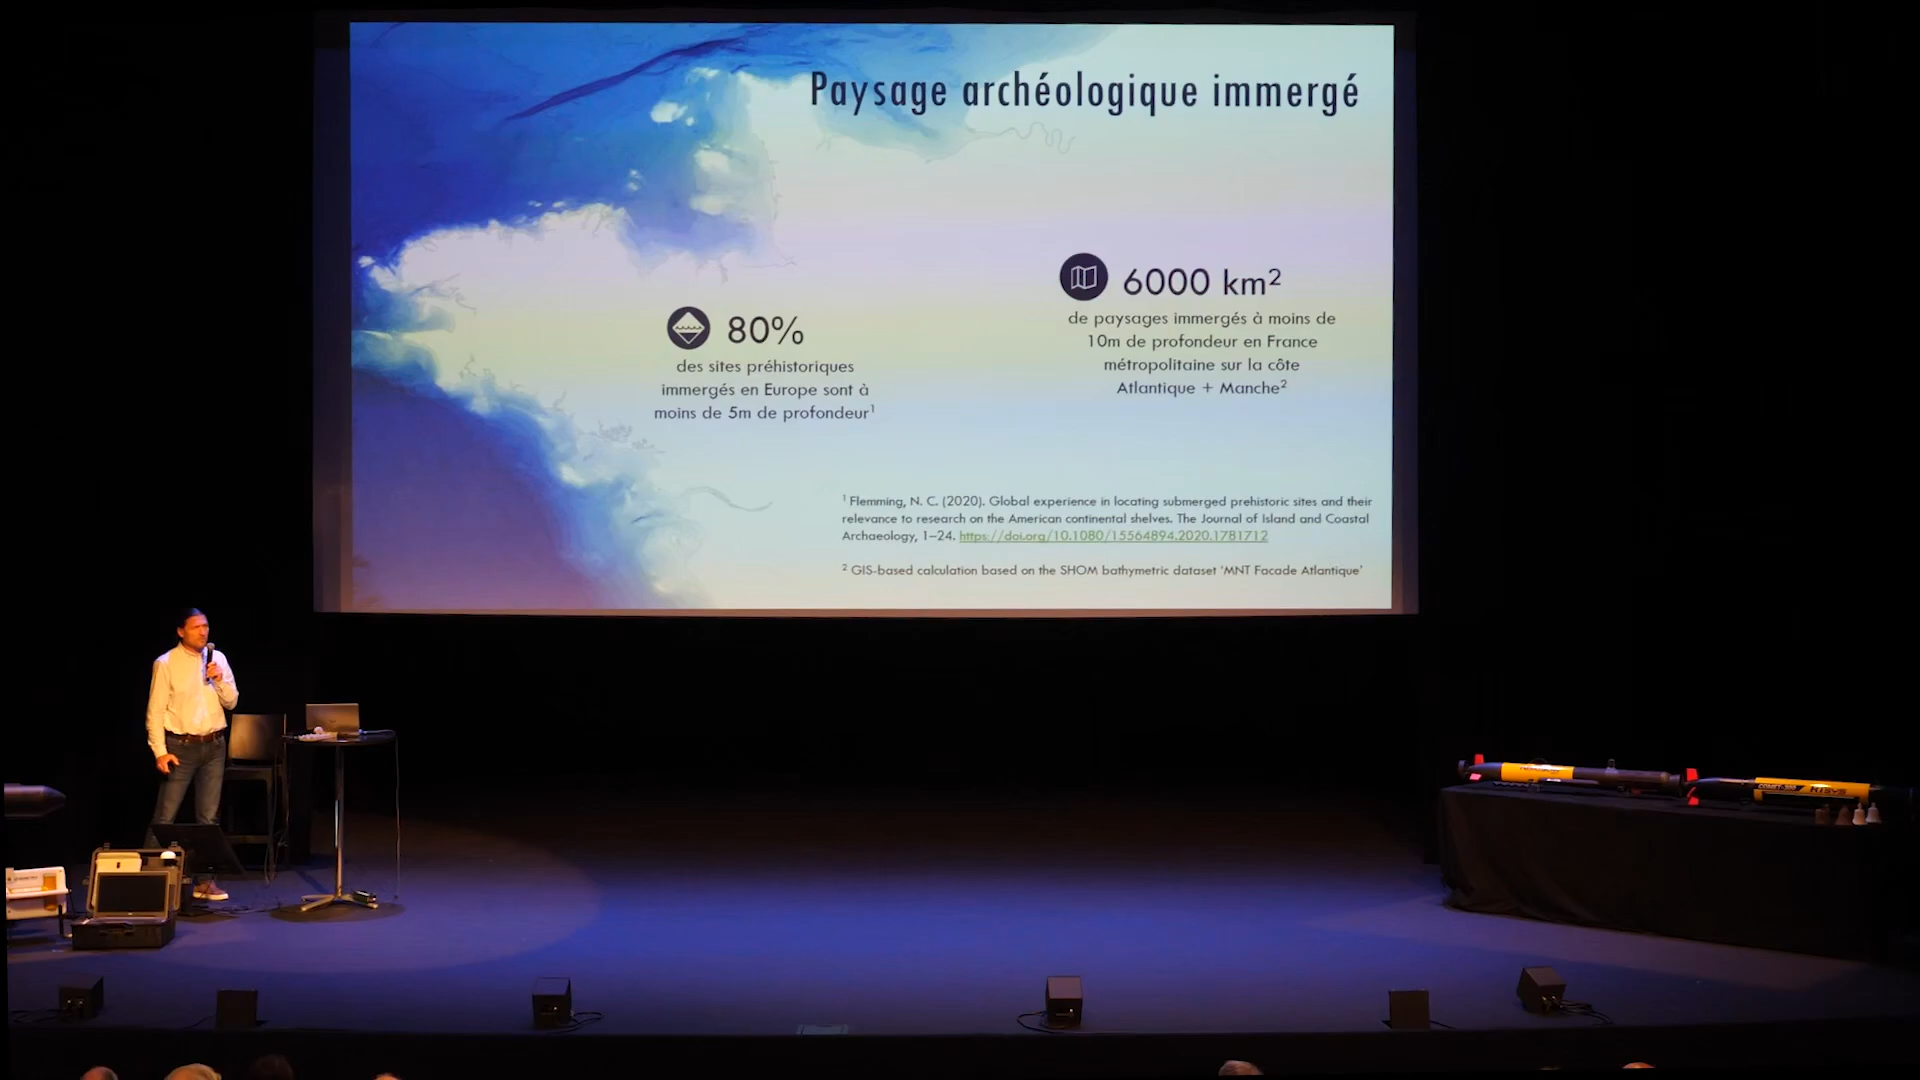 Paysage archéologique immergé
80%
des sites préhistoriques
immergés en Europe sont à
moins de 5m de profondeur¹
6000 km²
de paysages immergés à moins de
10m de profondeur en France
métropolitaine sur la côte
Atlantique + Manche²
¹ Flemming, N. C. (2020). Global experience in locating submerged prehistoric sites and their
relevance to research on the American continental shelves. The Journal of Island and Coastal
Archaeology, 1–24. https://doi.org/10.1080/15564894.2020.1781712
² GIS-based calculation based on the SHOM bathymetric dataset 'MNT Facade Atlantique'
COMET-300
RTSYS